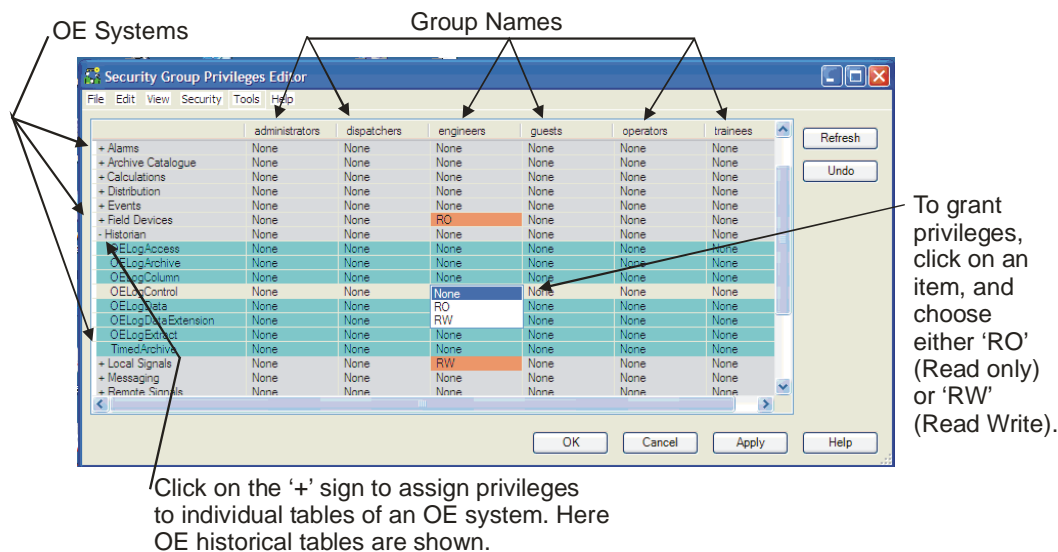 OE Systems
Group Names
Security Group Privileges Editor
File Edit View Security Tools Help
administrators dispatchers engineers guests operators trainees
Refresh
Undo
+ Alarms None None None None None None
+ Archive Catalogue None None None None None None
+ Calculations None None None None None None
+ Distribution None None None None None None
+ Events None None None None None None
+ Field Devices None None RO None None None
- Historian None None None None None None
OELogAccess None None None None None None
OELogArchive None None None None None None
OELogColumn None None None None None None
OELogControl None None None None None None
OELogData None None RO None None None
OELogDataExtension None None RW None None None
OELogExtract None None None None None None
TimedArchive None None None None None None
+ Local Signals None None RW None None None
+ Messaging None None None None None None
+ Remote Signals None None None None None None
OK Cancel Apply Help
To grant
privileges,
click on an
item, and
choose
either ‘RO’
(Read only)
or ‘RW’
(Read Write).
Click on the ‘+’ sign to assign privileges
to individual tables of an OE system. Here
OE historical tables are shown.